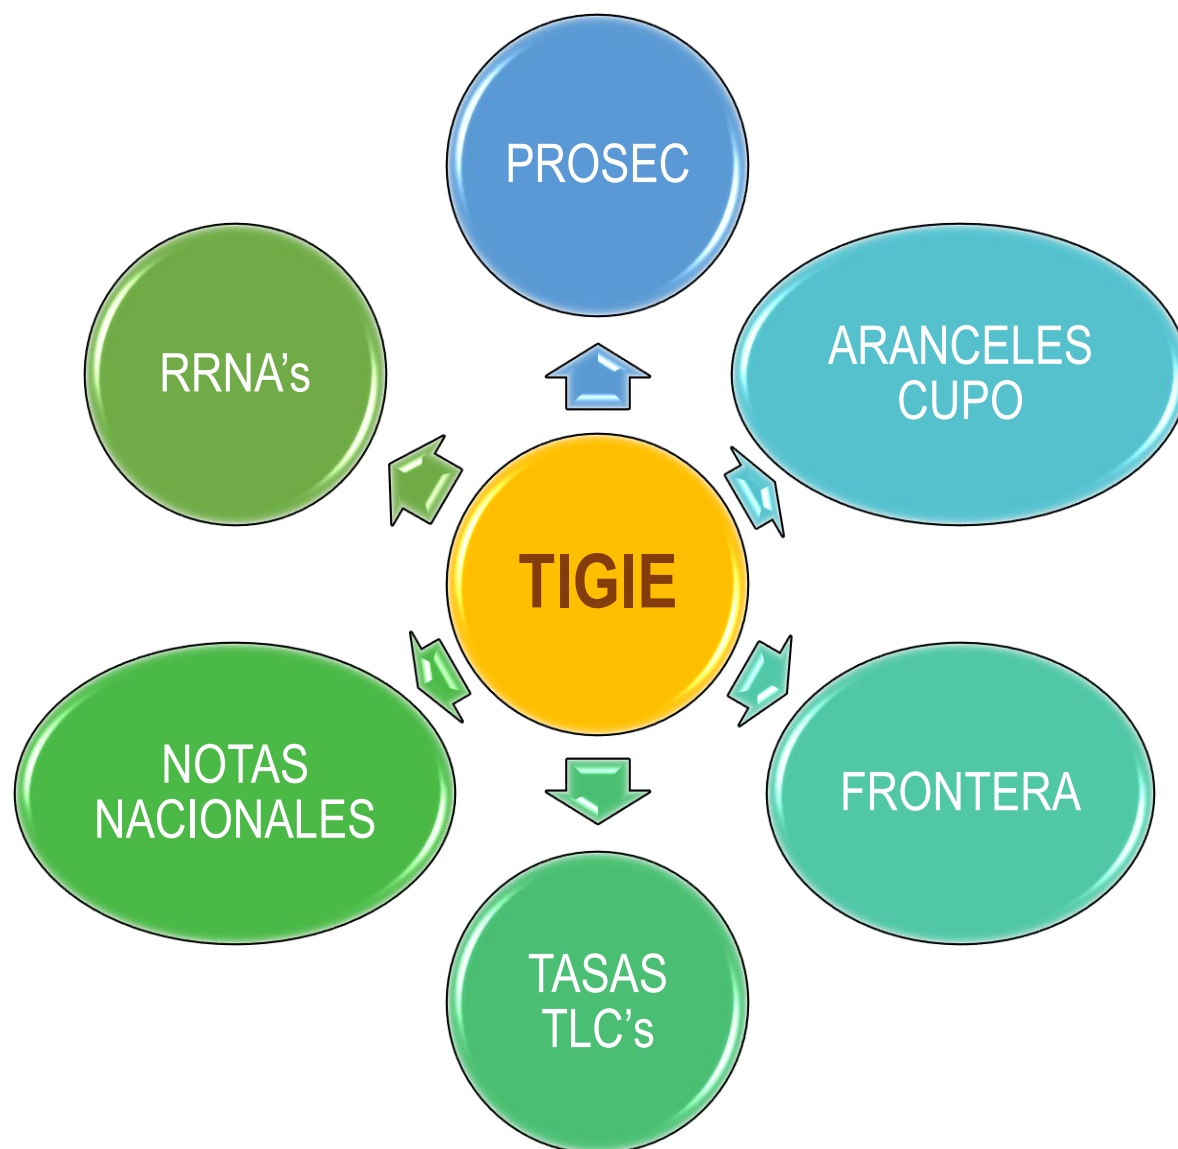 PROSEC
ARANCELES
CUPO
RRNA’s
TIGIE
FRONTERA
NOTAS
NACIONALES
TASAS
TLC’s